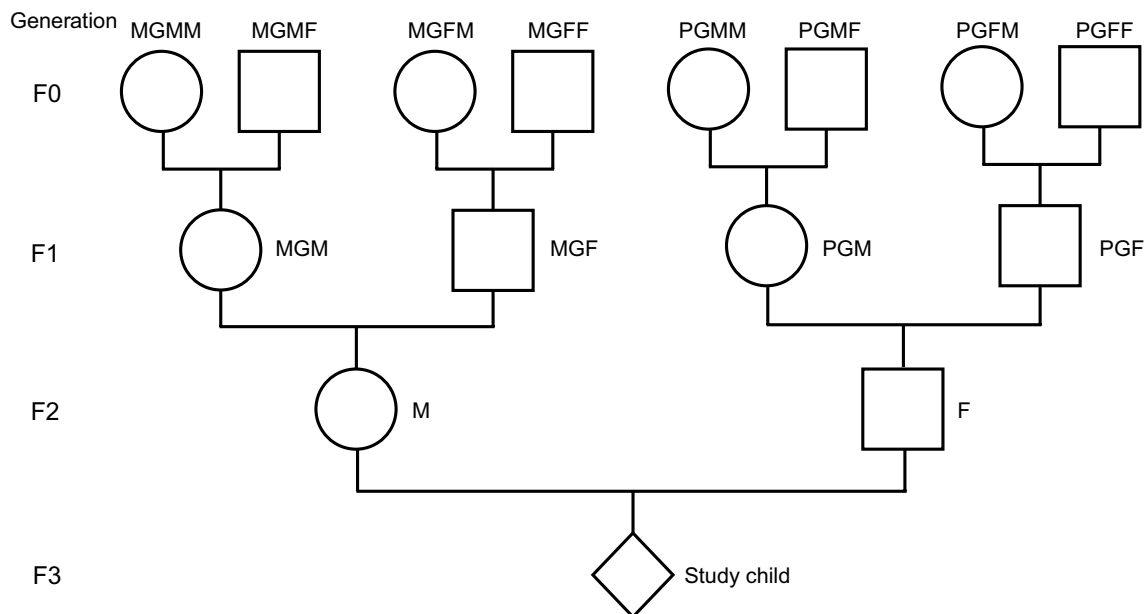 Generation
MGMM MGMF MGFM MGFF PGMM PGMF PGFM PGFF
F0
F1 MGM MGF PGM PGF
F2 M F
F3 Study child